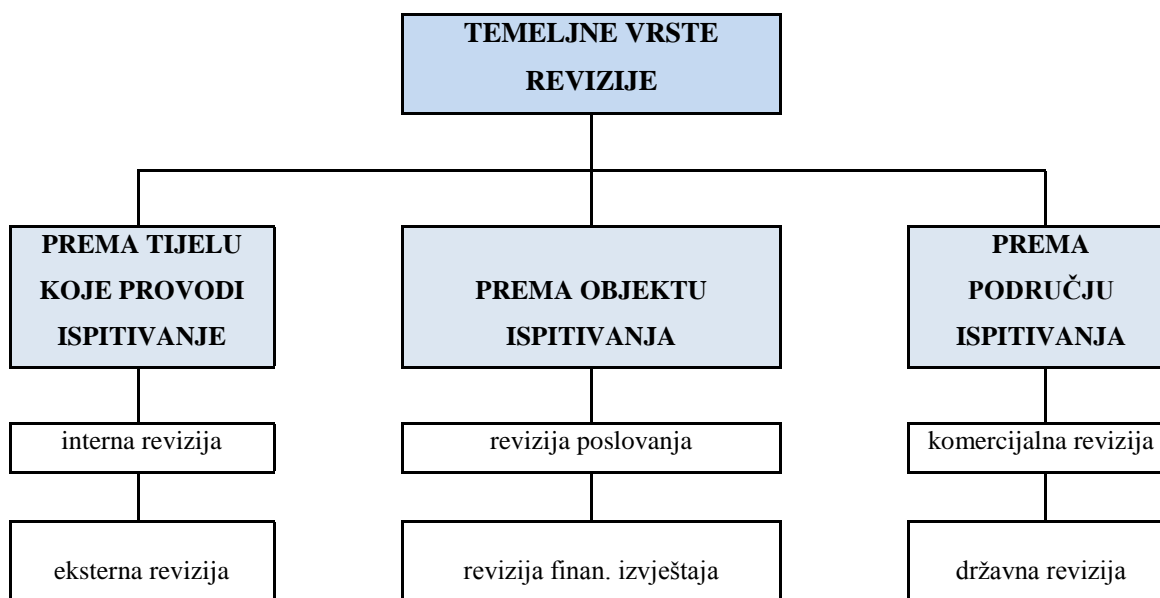 TEMELJNE VRSTE
REVIZIJE
PREMA TIJELU
KOJE PROVODI
ISPITIVANJE
PREMA OBJEKTU
ISPITIVANJA
PREMA
PODRUČJU
ISPITIVANJA
interna revizija
revizija poslovanja
komercijalna revizija
eksterna revizija
revizija finan. izvještaja
državna revizija